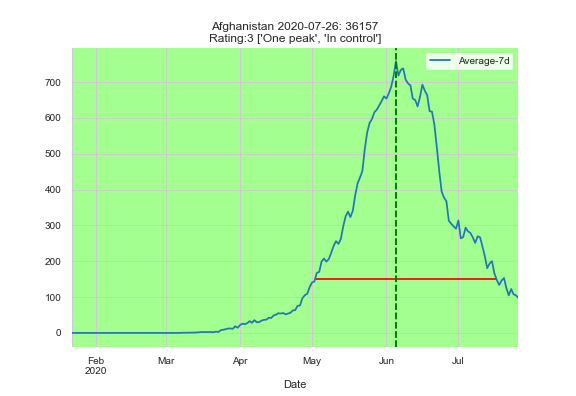 Afghanistan 2020-07-26: 36157
Rating:3 ['One peak', 'In control']
Average-7d
700
600
500
400
300
200
100
0
Feb
2020
Mar
Apr
May
Jun
Jul
Date